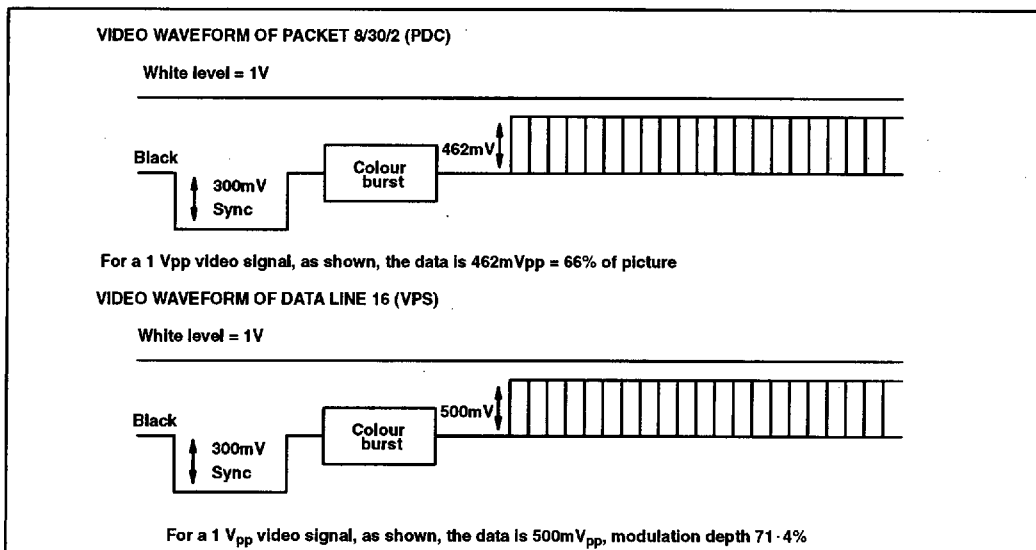 VIDEO WAVEFORM OF PACKET 8/30/2 (PDC)
White level = 1V
Black
300mV
Sync
Colour
burst
462mV
For a 1 Vpp video signal, as shown, the data is 462mVpp = 66% of picture
VIDEO WAVEFORM OF DATA LINE 16 (VPS)
White level = 1V
Black
300mV
Sync
Colour
burst
500mV
For a 1 Vpp video signal, as shown, the data is 500mVpp, modulation depth 71·4%